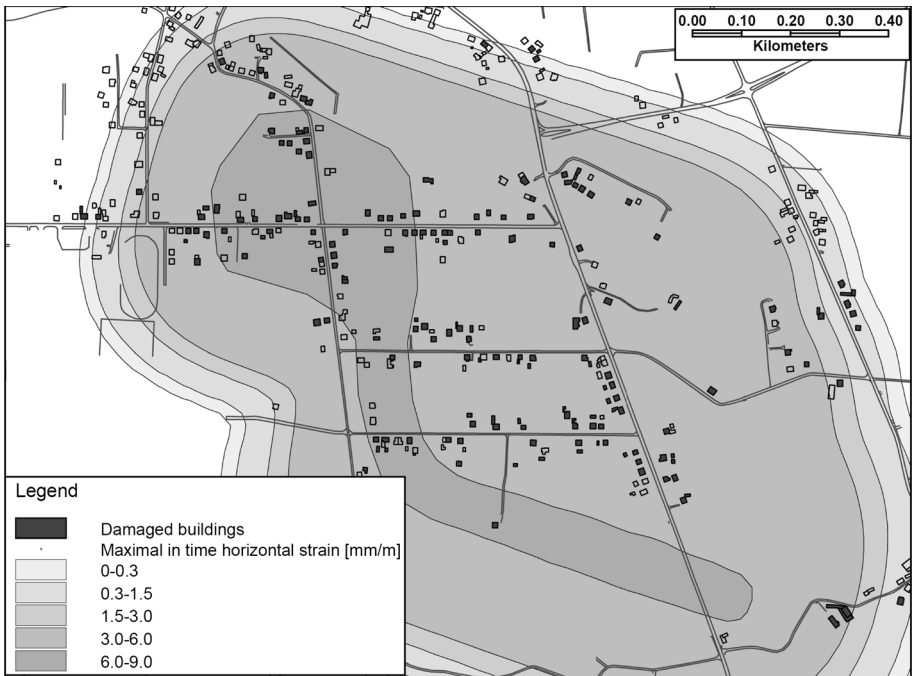 0.00 0.10 0.20 0.30 0.40
Kilometers
Legend
Damaged buildings
Maximal in time horizontal strain [mm/m]
0-0.3
0.3-1.5
1.5-3.0
3.0-6.0
6.0-9.0